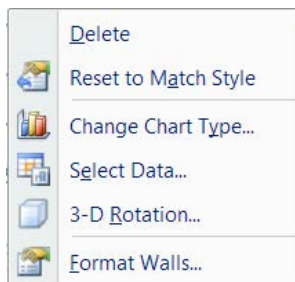 Delete
Reset to Match Style
Change Chart Type...
Select Data...
3-D Rotation...
Format Walls...